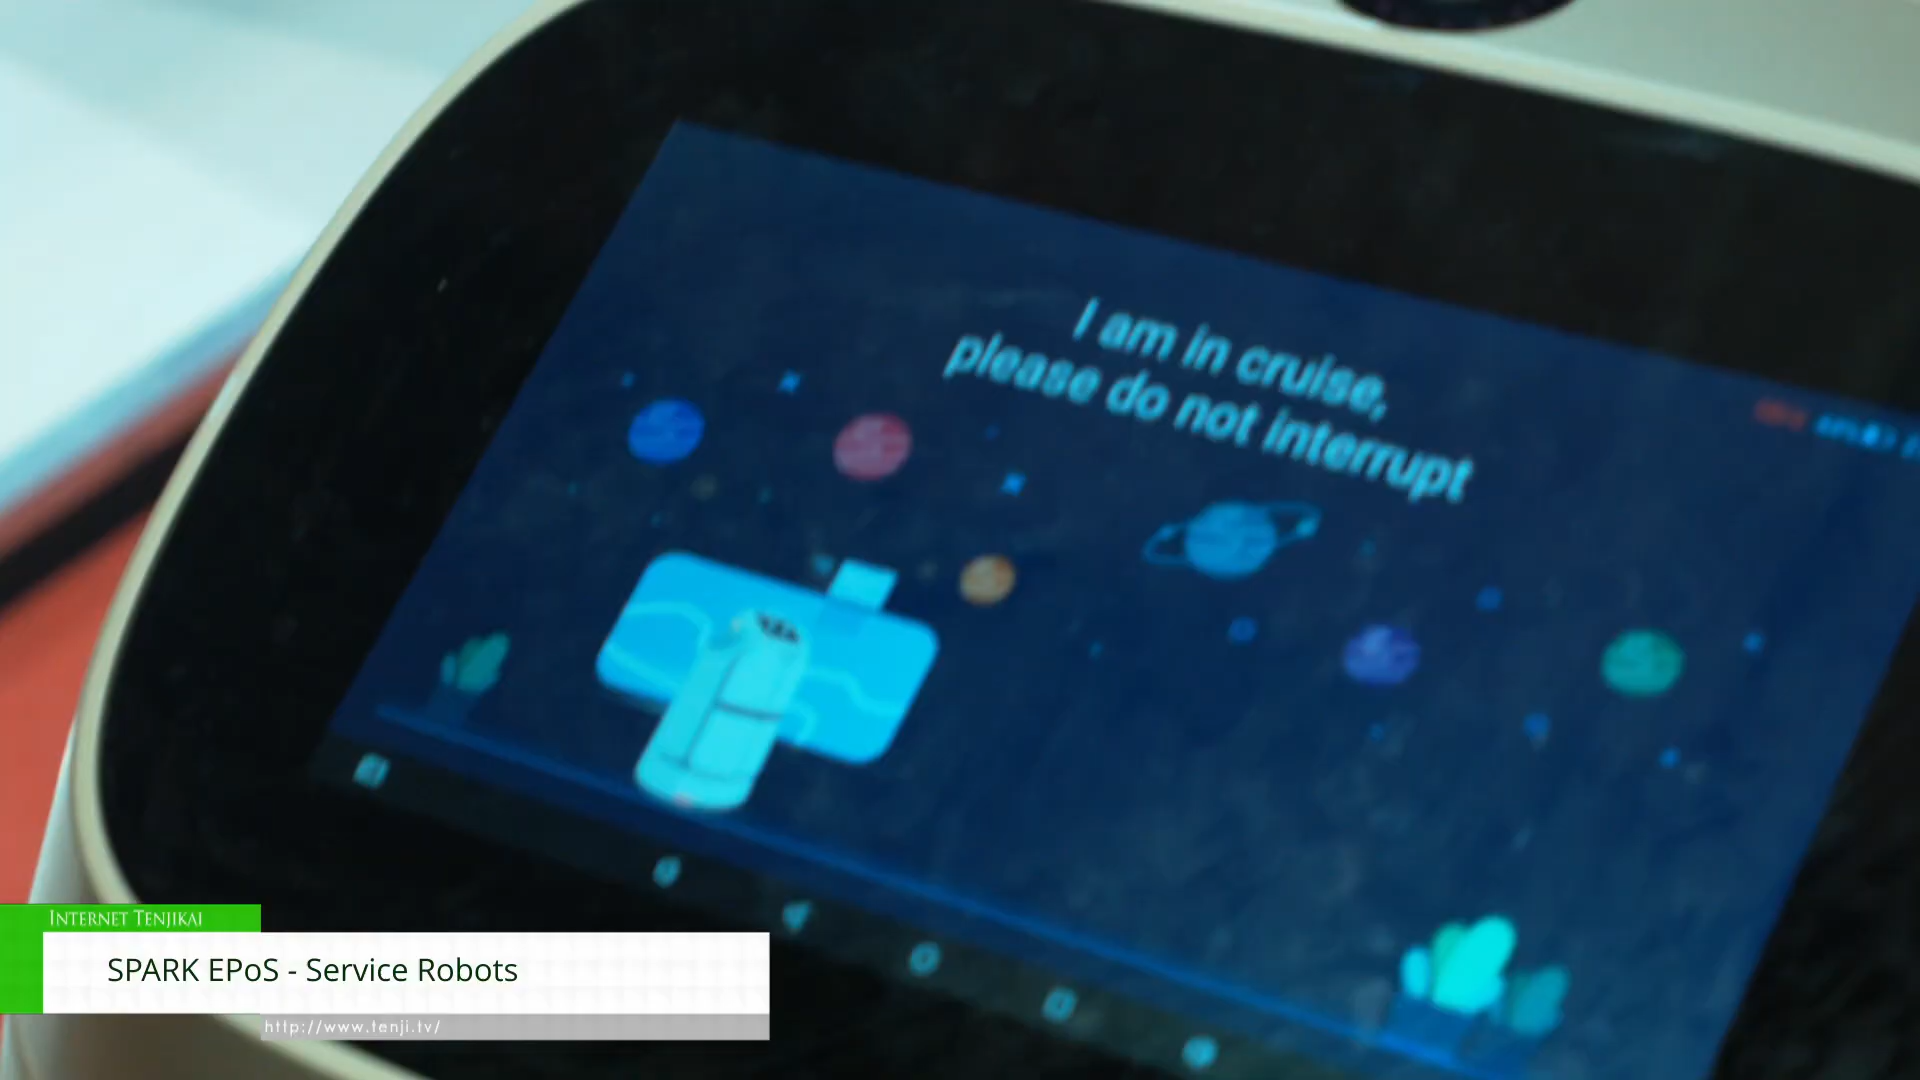 I am in cruise,
please do not interrupt
INTERNET TENJIKAI
SPARK EPoS - Service Robots
http://www.tenji.tv/